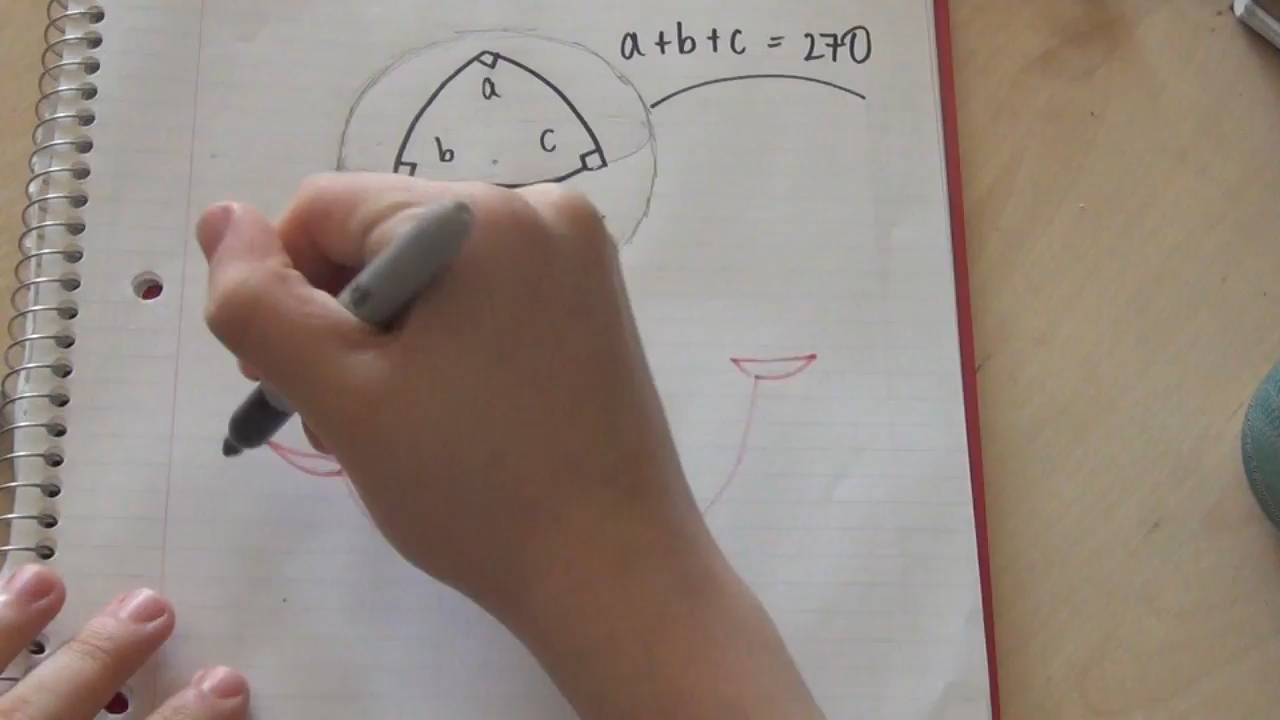 a + b + c = 270
a
b
c